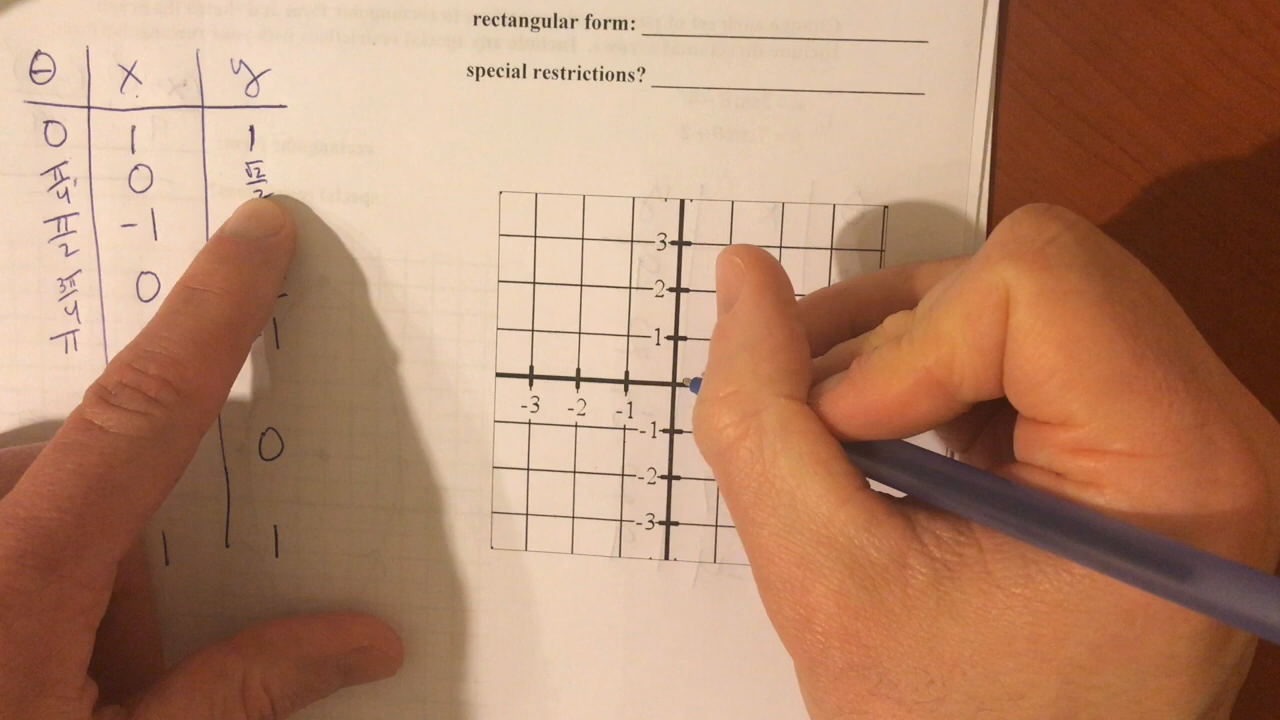 rectangular form:
special restrictions?
θ x y
0 1 1
π/4 0 √2/2
π/2 -1
3π/4 0
π -1
0
1 1
3
2
1
-3 -2 -1
-1
-2
-3